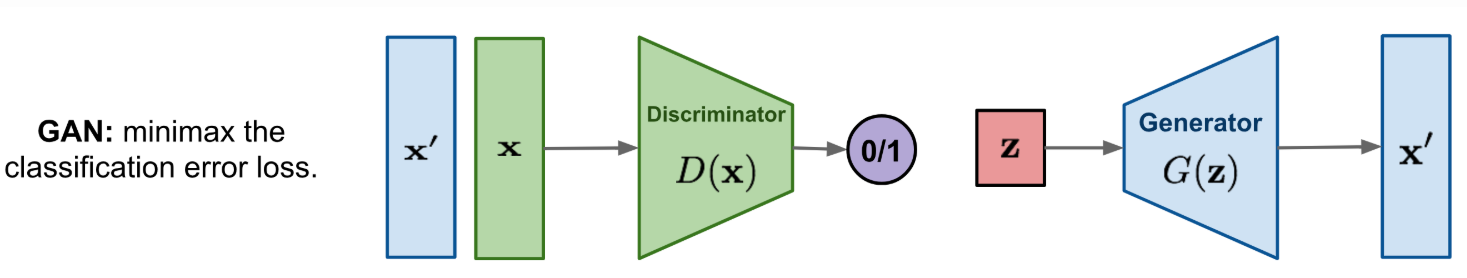 GAN: minimax the
classification error loss.
x′
x
Discriminator
D(x)
0/1
z
Generator
G(z)
x′